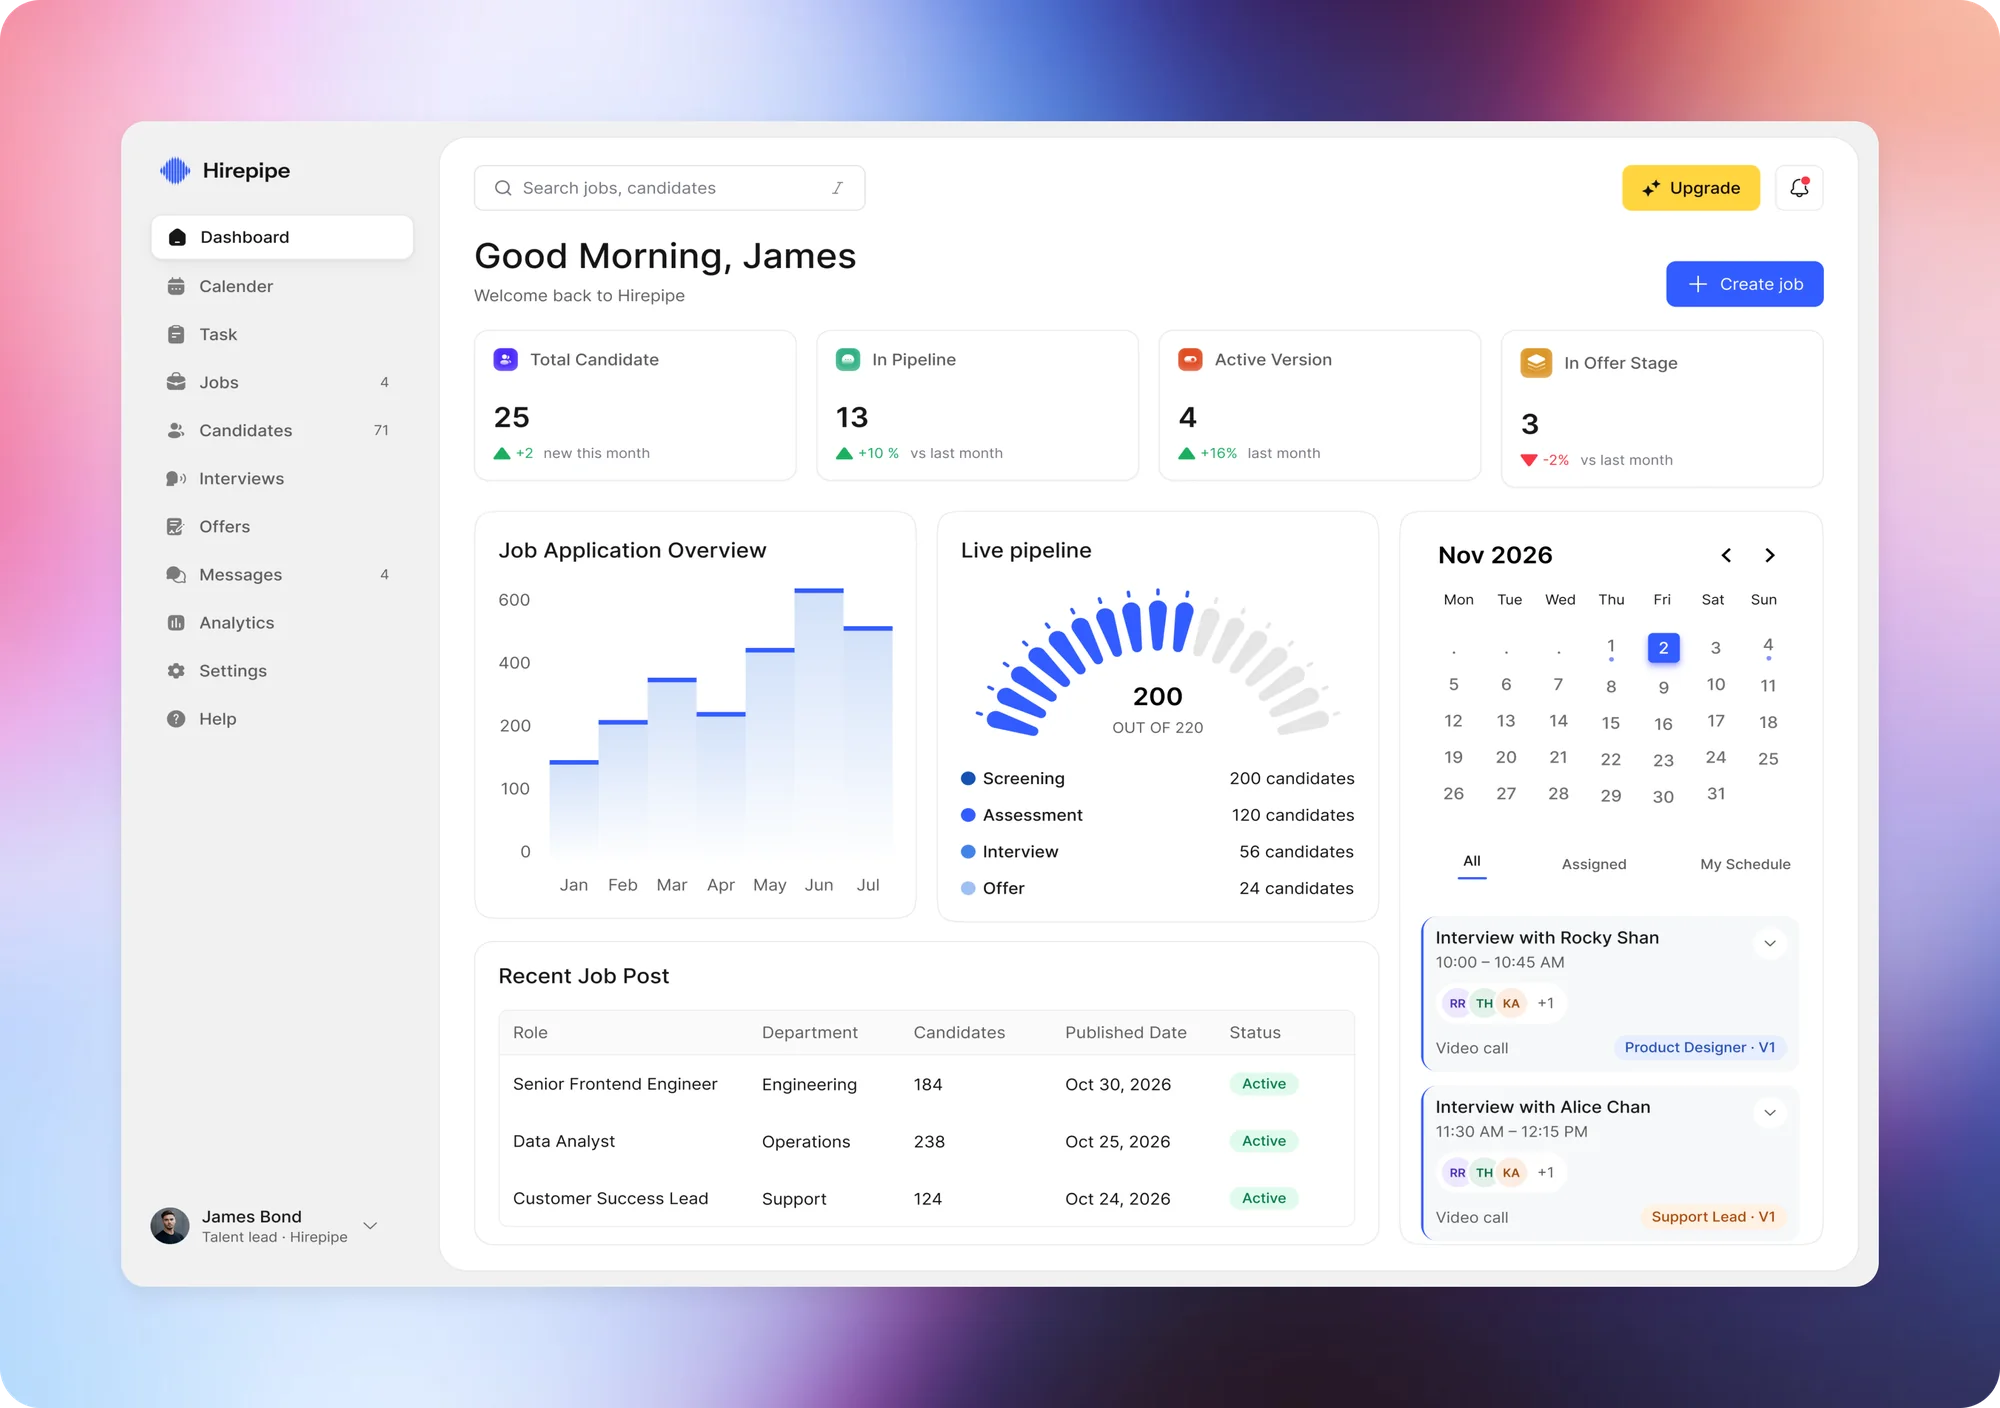 Hirepipe
Dashboard
Calender
Task
Jobs 4
Candidates 71
Interviews
Offers
Messages 4
Analytics
Settings
Help
James Bond
Talent lead · Hirepipe
Search jobs, candidates /
Upgrade
Good Morning, James
Welcome back to Hirepipe
Create job
Total Candidate
25
+2 new this month
In Pipeline
13
+10 % vs last month
Active Version
4
+16% last month
In Offer Stage
3
-2% vs last month
Job Application Overview
600
400
200
100
0
Jan Feb Mar Apr May Jun Jul
Live pipeline
200
OUT OF 220
Screening 200 candidates
Assessment 120 candidates
Interview 56 candidates
Offer 24 candidates
Recent Job Post
Role Department Candidates Published Date Status
Senior Frontend Engineer Engineering 184 Oct 30, 2026 Active
Data Analyst Operations 238 Oct 25, 2026 Active
Customer Success Lead Support 124 Oct 24, 2026 Active
Nov 2026
Mon Tue Wed Thu Fri Sat Sun
. . . 1 2 3 4
5 6 7 8 9 10 11
12 13 14 15 16 17 18
19 20 21 22 23 24 25
26 27 28 29 30 31
All Assigned My Schedule
Interview with Rocky Shan
10:00 – 10:45 AM
RR TH KA +1
Video call Product Designer · V1
Interview with Alice Chan
11:30 AM – 12:15 PM
RR TH KA +1
Video call Support Lead · V1